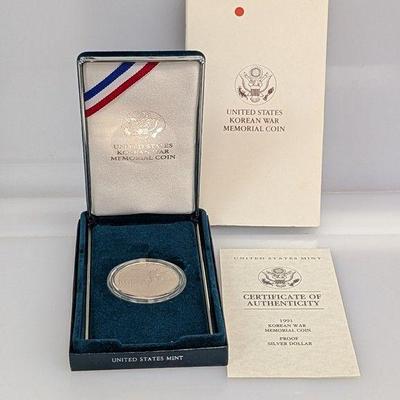 UNITED STATES
KOREAN WAR
MEMORIAL COIN
UNITED STATES
KOREAN WAR
MEMORIAL COIN
UNITED STATES MINT
CERTIFICATE OF
AUTHENTICITY
1991
KOREAN WAR
MEMORIAL COIN
PROOF
SILVER DOLLAR
UNITED STATES MINT